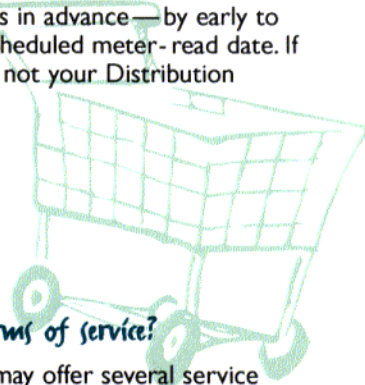 s in advance — by early to
heduled meter-read date. If
not your Distribution
ms of service?
may offer several service